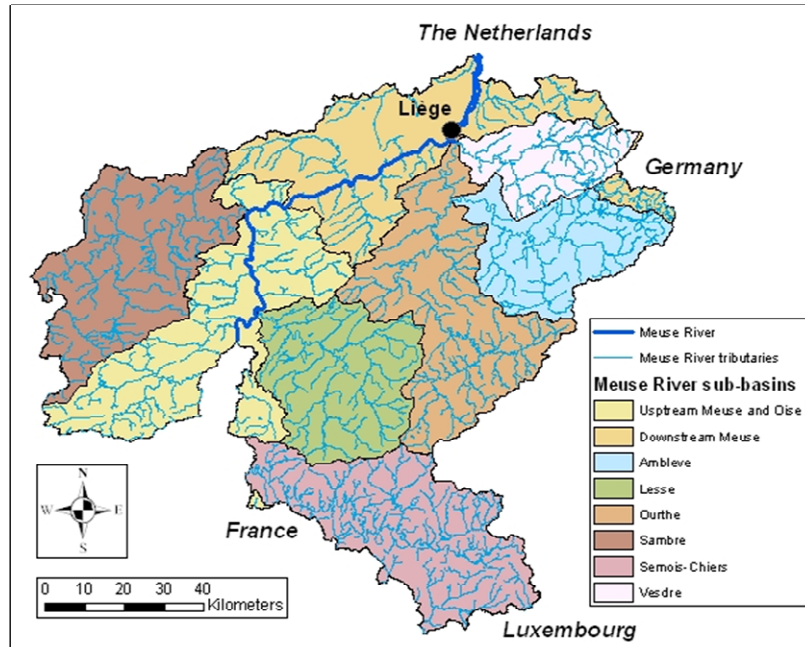 The Netherlands
Liège
Germany
Meuse River
Meuse River tributaries
Meuse River sub-basins
Usptream Meuse and Oise
Downstream Meuse
Ambleve
Lesse
Ourthe
Sambre
Semois-Chiers
Vesdre
N
W E
S
France
0 10 20 30 40
Kilometers
Luxembourg